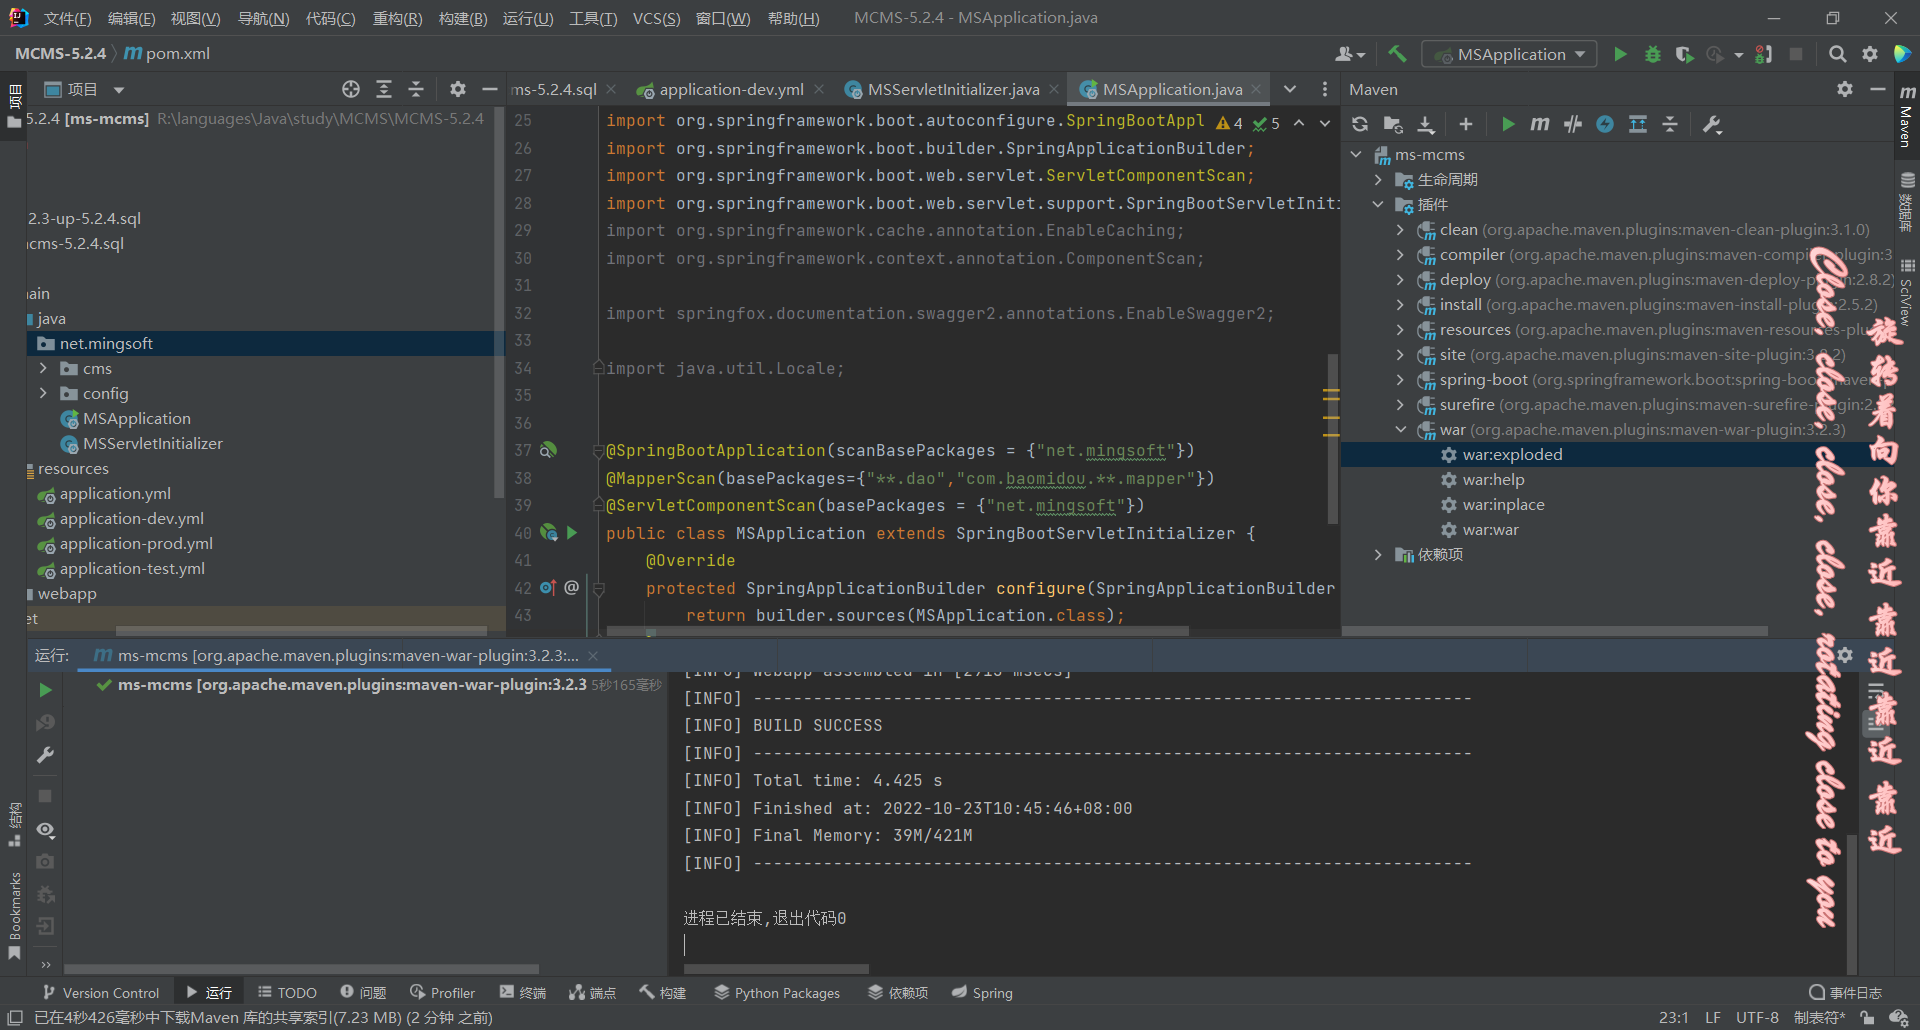 文件(F) 编辑(E) 视图(V) 导航(N) 代码(C) 重构(R) 构建(B) 运行(U) 工具(T) VCS(S) 窗口(W) 帮助(H) MCMS-5.2.4 - MSApplication.java
MCMS-5.2.4 pom.xml
MSApplication
项目
ms-5.2.4.sql application-dev.yml MSServletInitializer.java MSApplication.java
Maven
5.2.4 [ms-mcms] R:\languages\Java\study\MCMS\MCMS-5.2.4
2.3-up-5.2.4.sql
cms-5.2.4.sql
ain
java
net.mingsoft
cms
config
MSApplication
MSServletInitializer
resources
application.yml
application-dev.yml
application-prod.yml
application-test.yml
webapp
et
4 5
25 import org.springframework.boot.autoconfigure.SpringBootAppl
26 import org.springframework.boot.builder.SpringApplicationBuilder;
27 import org.springframework.boot.web.servlet.ServletComponentScan;
28 import org.springframework.boot.web.servlet.support.SpringBootServletIniti
29 import org.springframework.cache.annotation.EnableCaching;
30 import org.springframework.context.annotation.ComponentScan;
31
32 import springfox.documentation.swagger2.annotations.EnableSwagger2;
33
34 import java.util.Locale;
35
36
37 @SpringBootApplication(scanBasePackages = {"net.mingsoft"})
38 @MapperScan(basePackages={"**.dao","com.baomidou.**.mapper"})
39 @ServletComponentScan(basePackages = {"net.mingsoft"})
40 public class MSApplication extends SpringBootServletInitializer {
41 @Override
42 protected SpringApplicationBuilder configure(SpringApplicationBuilder
43 return builder.sources(MSApplication.class);
ms-mcms
生命周期
插件
clean (org.apache.maven.plugins:maven-clean-plugin:3.1.0)
compiler (org.apache.maven.plugins:maven-compiler-plugin:3
deploy (org.apache.maven.plugins:maven-deploy-plugin:2.8.2)
install (org.apache.maven.plugins:maven-install-plugin:2.5.2)
resources (org.apache.maven.plugins:maven-resources-plu
site (org.apache.maven.plugins:maven-site-plugin:3.8.2)
spring-boot (org.springframework.boot:spring-boot-maven-
surefire (org.apache.maven.plugins:maven-surefire-plugin:2.
war (org.apache.maven.plugins:maven-war-plugin:3.2.3)
war:exploded
war:help
war:inplace
war:war
依赖项
项目
结构
Bookmarks
Maven
数据库
SciView
Close, close, close, close, close, rotating close to you
旋转着向你靠近 靠近 靠近 靠近
运行: ms-mcms [org.apache.maven.plugins:maven-war-plugin:3.2.3:...
ms-mcms [org.apache.maven.plugins:maven-war-plugin:3.2.3 5秒165毫秒
[INFO] Webapp assembled in [2915 msecs]
[INFO] ------------------------------------------------------------------------
[INFO] BUILD SUCCESS
[INFO] ------------------------------------------------------------------------
[INFO] Total time: 4.425 s
[INFO] Finished at: 2022-10-23T10:45:46+08:00
[INFO] Final Memory: 39M/421M
[INFO] ------------------------------------------------------------------------
进程已结束,退出代码0
Version Control 运行 TODO 问题 Profiler 终端 端点 构建 Python Packages 依赖项 Spring 事件日志
已在4秒426毫秒中下载Maven 库的共享索引(7.23 MB) (2 分钟 之前) 23:1 LF UTF-8 制表符*